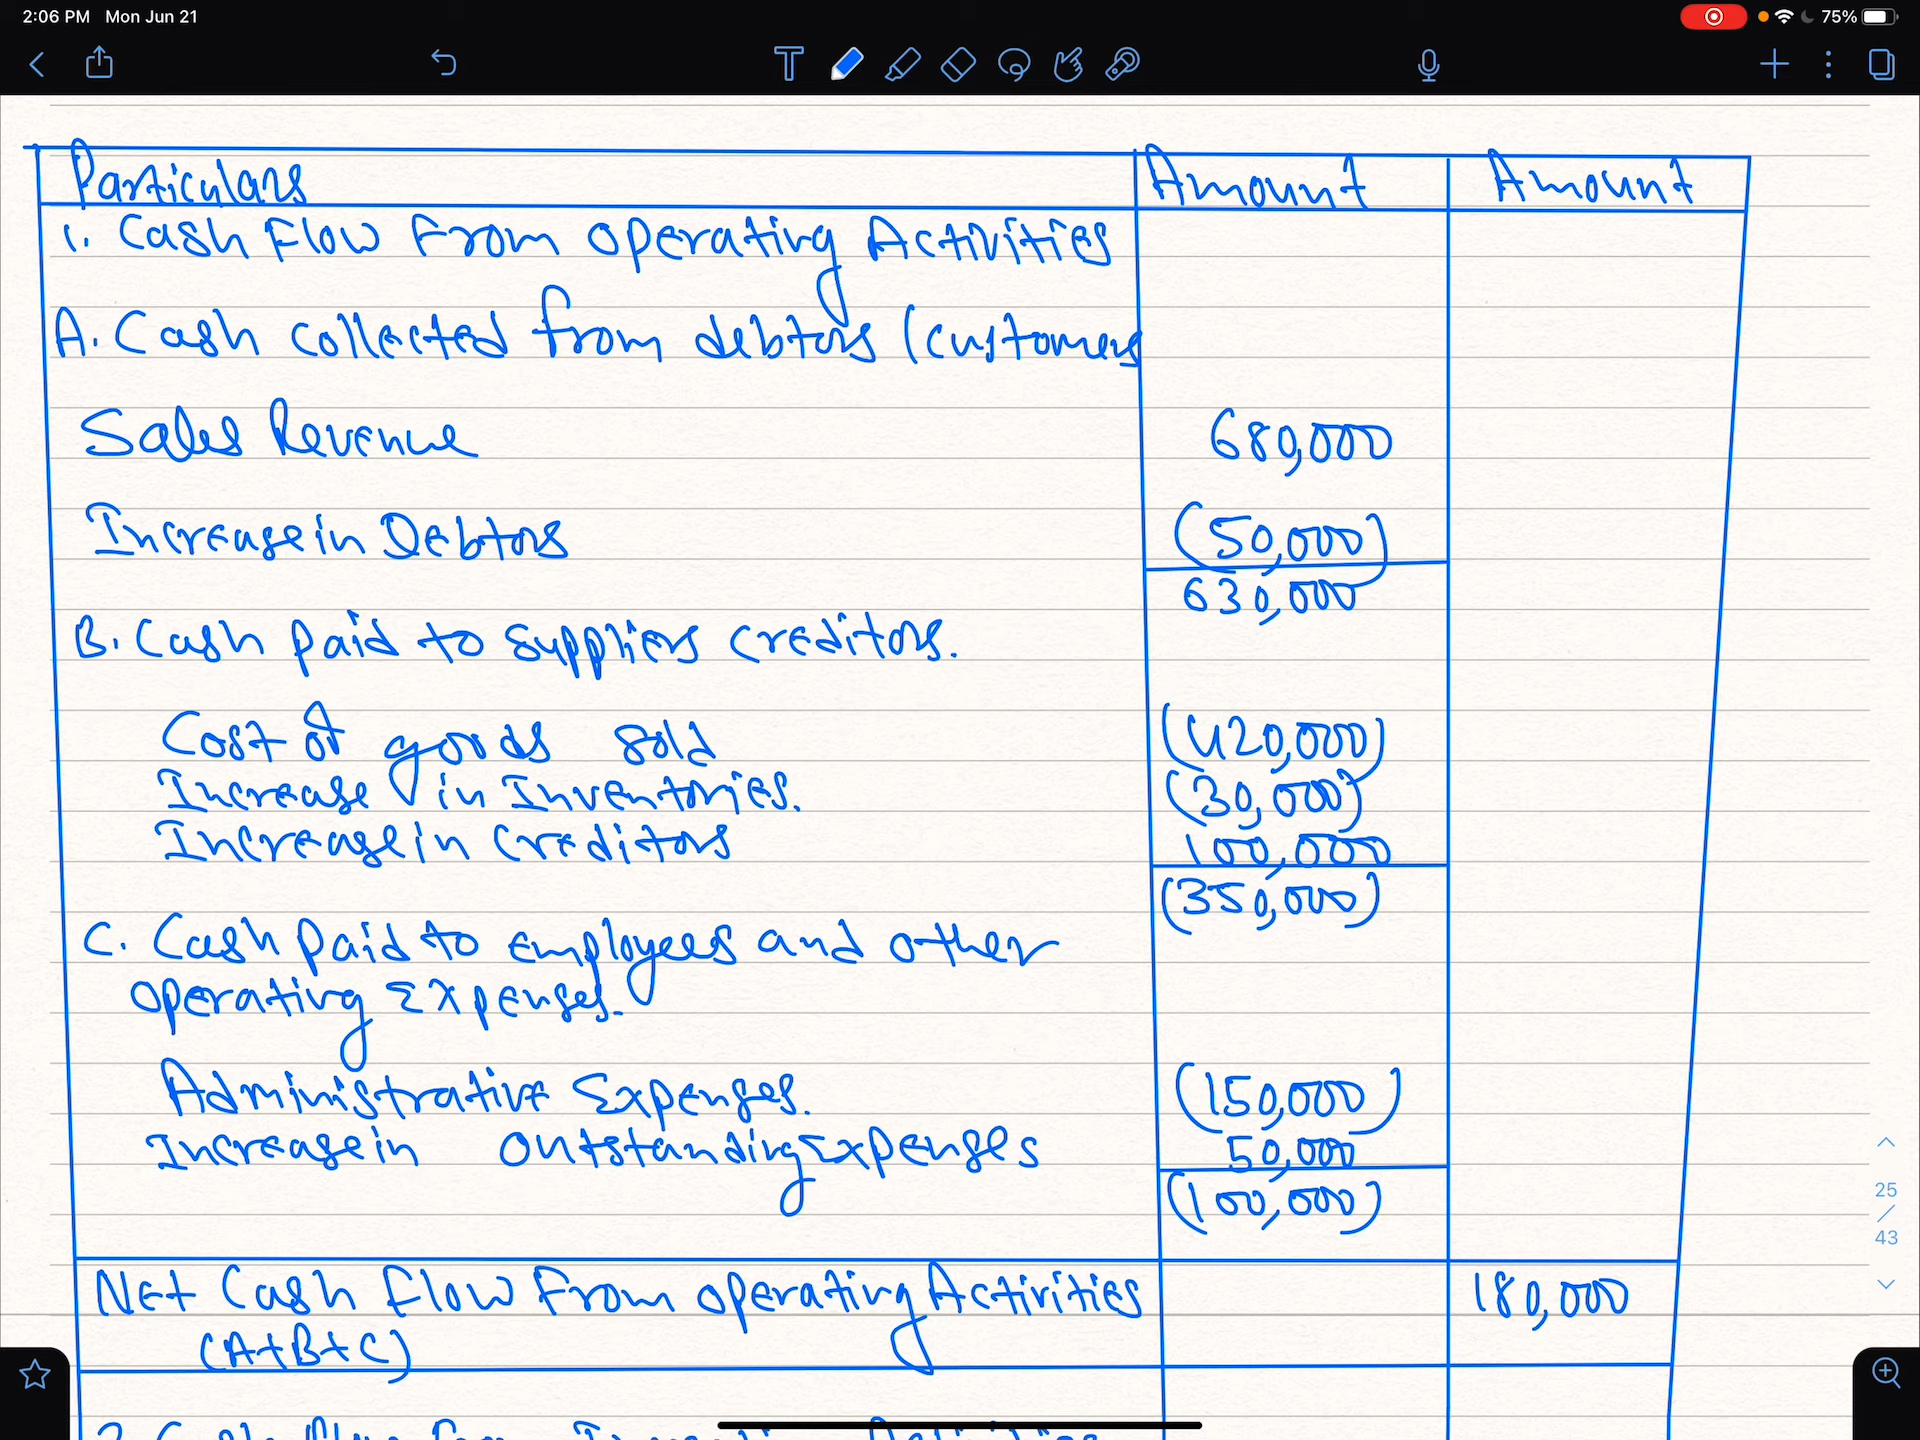 2:06 PM Mon Jun 21
75%
Particulars Amount Amount
1. Cash Flow From Operating Activities
A. Cash collected from debtors (customers
Sales Revenue 680,000
Increase in Debtors (50,000)
630,000
B. Cash paid to suppliers creditors.
Cost of goods sold (420,000)
Increase in Inventories. (30,000)
Increase in creditors 100,000
(350,000)
C. Cash paid to employees and other
operating Expenses.
Administrative Expenses. (150,000)
Increase in outstanding Expenses 50,000
(100,000)
25
/
43
Net Cash flow From operating Activities 180,000
(A+B+C)